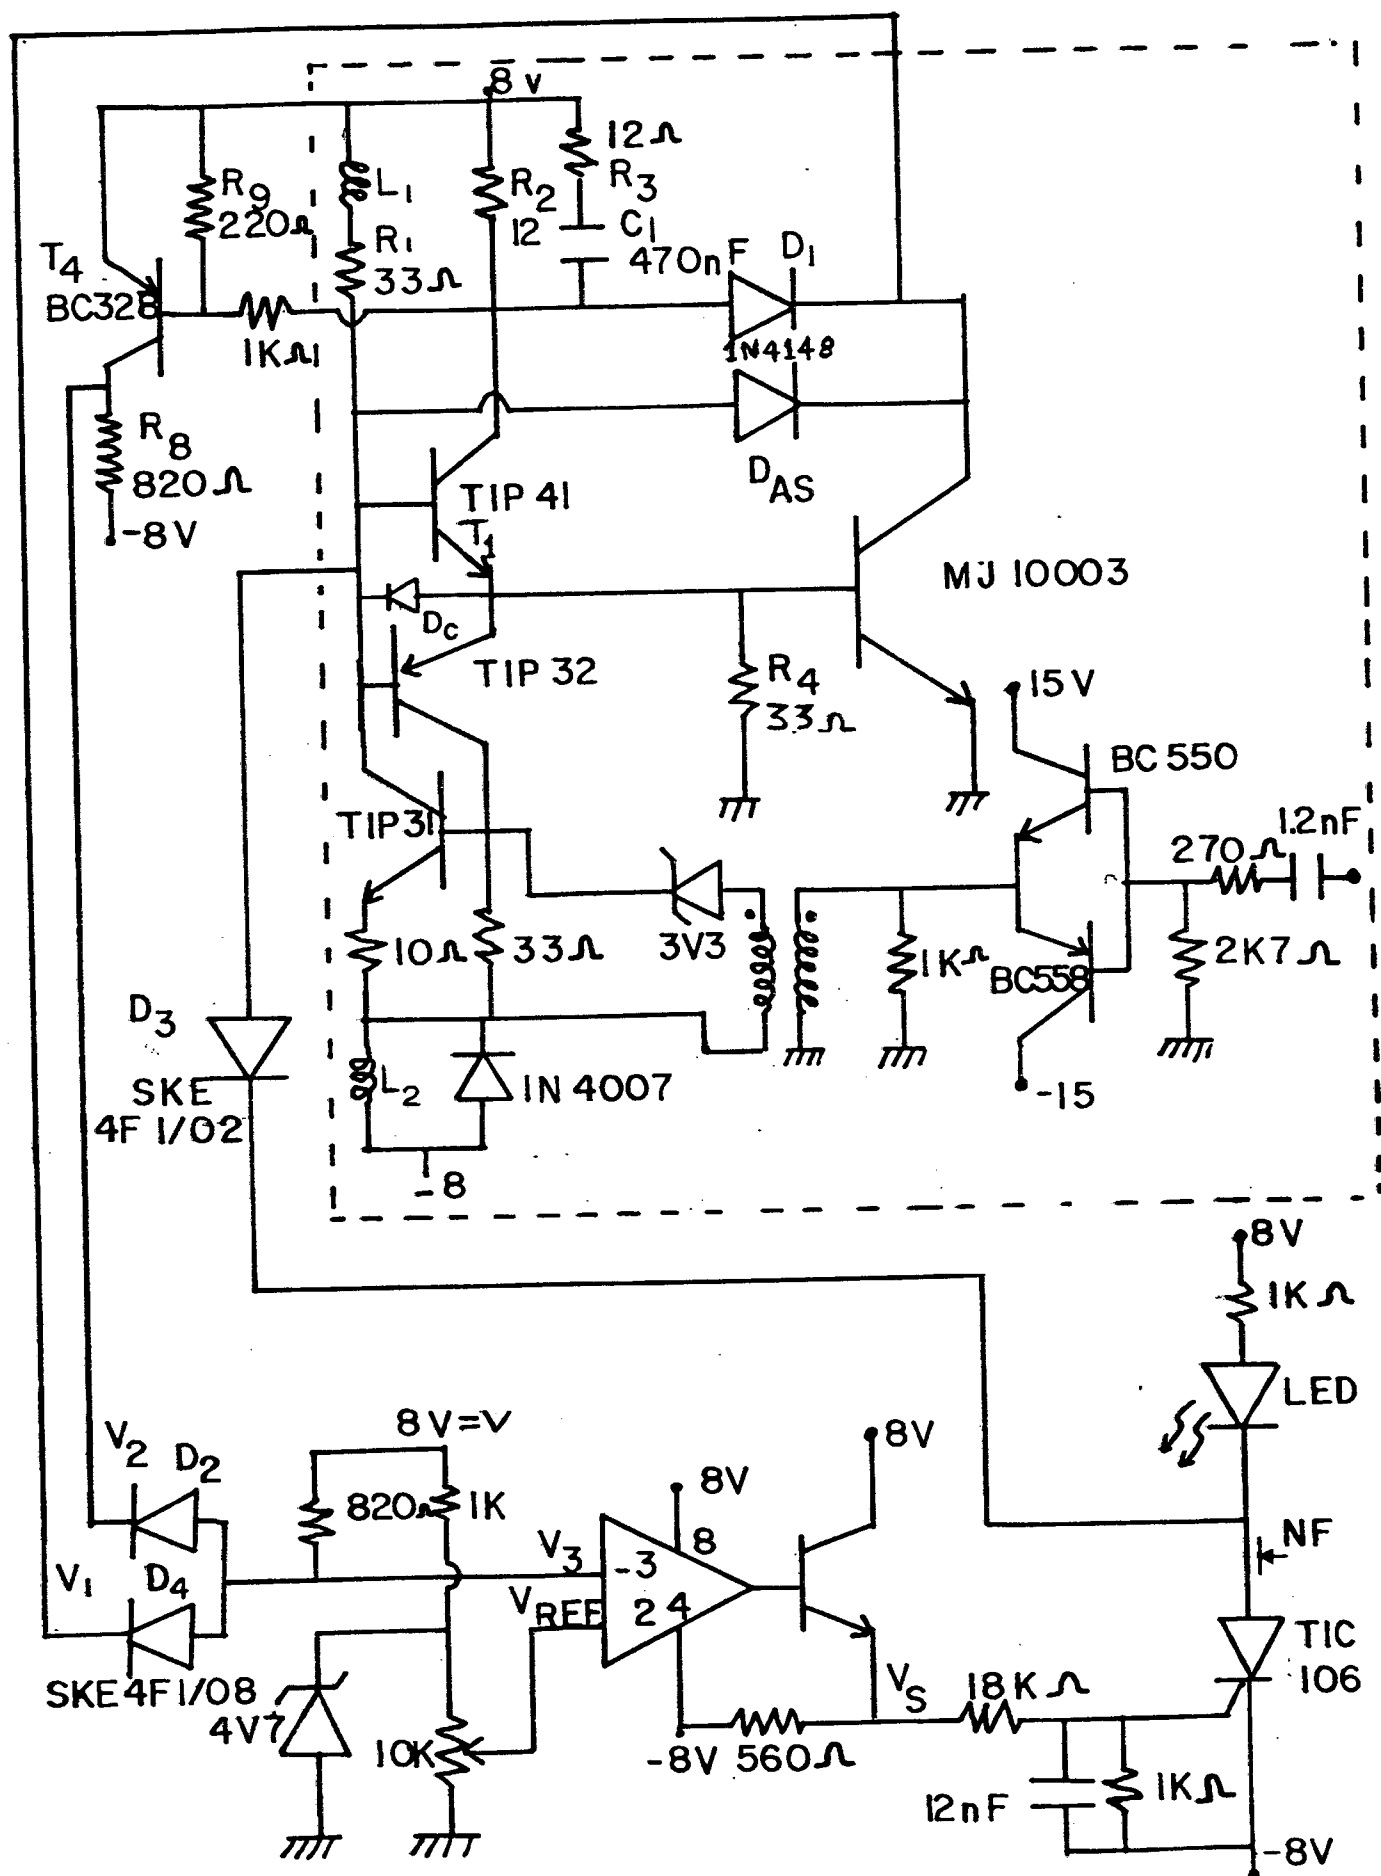 8 v
12Ω
R3
R9
220Ω
L1
R2
12
C1
470n F
D1
T4
BC328
R1
33Ω
1KΩ
1N4148
R8
820Ω
-8V
DAS
TIP 41
T1
MJ 10003
Dc
TIP 32
R4
33Ω
15V
BC 550
TIP31
270Ω
1.2nF
10Ω
33Ω
3V3
1KΩ
BC558
2K7Ω
D3
SKE
4F 1/02
L2
1N 4007
-15
-8
8V
1KΩ
LED
8V=V
V2
D2
820Ω
1K
8V
8V
NF
V1
D4
V3
-3
8
VREF
2
4
TIC
106
SKE4F1/08
4V7
10K
VS
18KΩ
-8V
560Ω
12nF
1KΩ
-8V